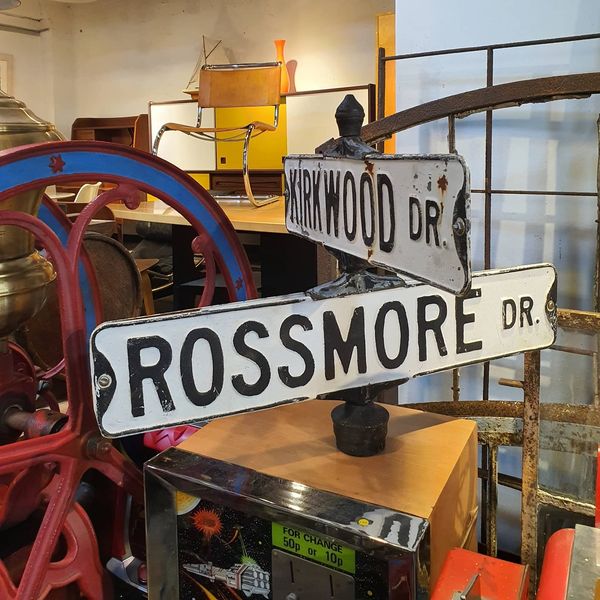 KIRKWOOD DR.
ROSSMORE DR.
FOR CHANGE
50p or 10p